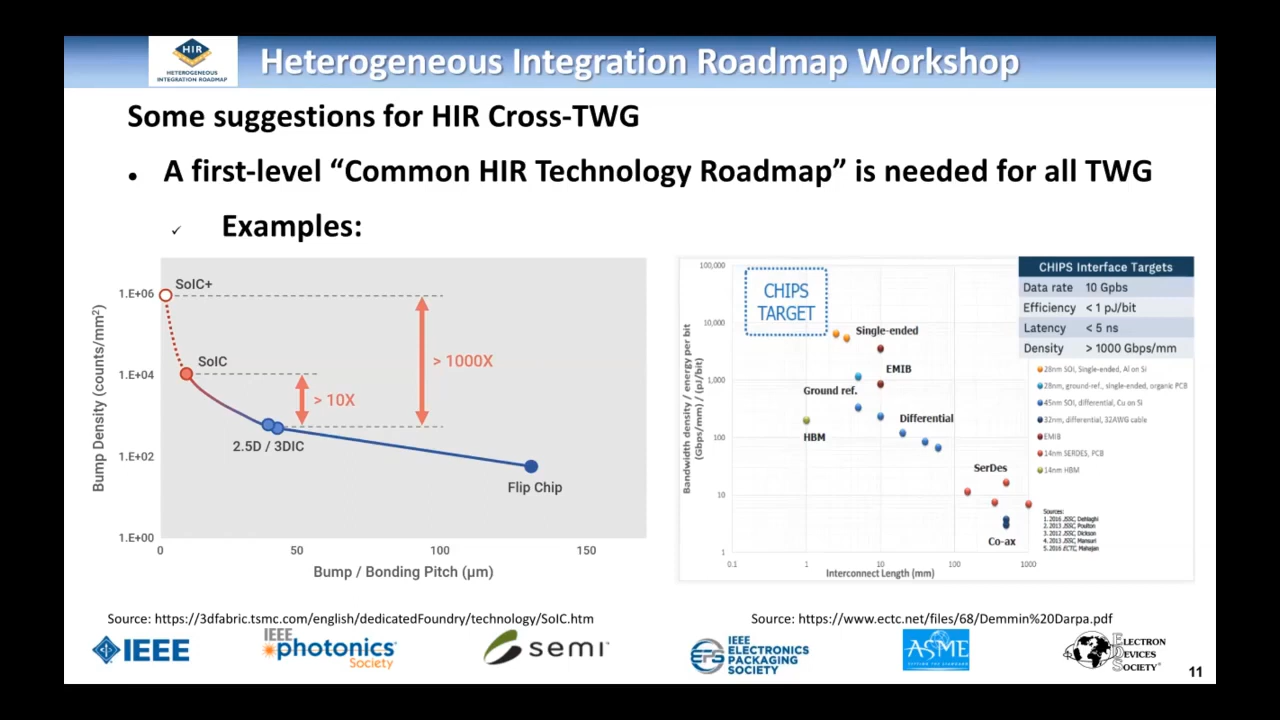 HIR
HETEROGENEOUS
INTEGRATION ROADMAP
Heterogeneous Integration Roadmap Workshop
Some suggestions for HIR Cross-TWG
• A first-level “Common HIR Technology Roadmap” is needed for all TWG
✓ Examples:
Bump Density (counts/mm²)
1.E+06
1.E+04
1.E+02
1.E+00
SoIC+
SoIC
> 10X
> 1000X
2.5D / 3DIC
Flip Chip
0 50 100 150
Bump / Bonding Pitch (µm)
Bandwidth density / energy per bit
(Gbps/mm) / (pJ/bit)
100,000
10,000
1,000
100
10
1
CHIPS
TARGET
Single-ended
EMIB
Ground ref.
Differential
HBM
SerDes
Co-ax
0.1 1 10 100 1000
Interconnect Length (mm)
CHIPS Interface Targets
Data rate 10 Gpbs
Efficiency < 1 pJ/bit
Latency < 5 ns
Density > 1000 Gbps/mm
28nm SOI, Single-ended, Al on Si
28nm, ground-ref., single-ended, organic PCB
45nm SOI, differential, Cu on Si
32nm, differential, 32AWG cable
EMIB
14nm SERDES, PCB
14nm HBM
Sources:
1. 2016 JSSC, Dehlaghi
2. 2013 JSSC, Poulton
3. 2012 JSSC, Dickson
4. 2013 JSSC, Mansuri
5. 2016 ECTC, Mahajan
Source: https://3dfabric.tsmc.com/english/dedicatedFoundry/technology/SoIC.htm
Source: https://www.ectc.net/files/68/Demmin%20Darpa.pdf
IEEE
IEEE
photonics
Society
semi
EPS
IEEE
ELECTRONICS
PACKAGING
SOCIETY
ASME
SETTING THE STANDARD
ELECTRON
DEVICES
SOCIETY®
11